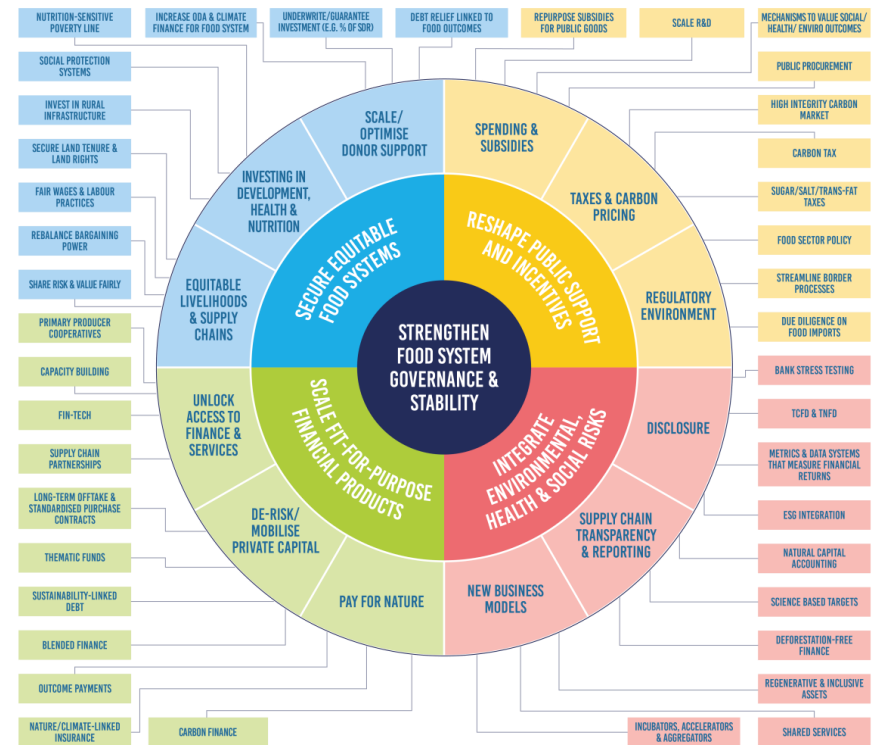 NUTRITION-SENSITIVE
POVERTY LINE
INCREASE ODA & CLIMATE
FINANCE FOR FOOD SYSTEM
UNDERWRITE/GUARANTEE
INVESTMENT (E.G. % OF SDR)
DEBT RELIEF LINKED TO
FOOD OUTCOMES
REPURPOSE SUBSIDIES
FOR PUBLIC GOODS
SCALE R&D
MECHANISMS TO VALUE SOCIAL/
HEALTH/ ENVIRO OUTCOMES
SOCIAL PROTECTION
SYSTEMS
INVEST IN RURAL
INFRASTRUCTURE
SECURE LAND TENURE &
LAND RIGHTS
FAIR WAGES & LABOUR
PRACTICES
REBALANCE BARGAINING
POWER
SHARE RISK & VALUE FAIRLY
PRIMARY PRODUCER
COOPERATIVES
CAPACITY BUILDING
FIN-TECH
SUPPLY CHAIN
PARTNERSHIPS
LONG-TERM OFFTAKE &
STANDARDISED PURCHASE
CONTRACTS
THEMATIC FUNDS
SUSTAINABILITY-LINKED
DEBT
BLENDED FINANCE
OUTCOME PAYMENTS
NATURE/CLIMATE-LINKED
INSURANCE
CARBON FINANCE
SCALE/
OPTIMISE
DONOR SUPPORT
INVESTING IN
DEVELOPMENT,
HEALTH &
NUTRITION
EQUITABLE
LIVELIHOODS
& SUPPLY
CHAINS
UNLOCK
ACCESS TO
FINANCE &
SERVICES
DE-RISK/
MOBILISE
PRIVATE CAPITAL
PAY FOR NATURE
SECURE EQUITABLE
FOOD SYSTEMS
RESHAPE PUBLIC SUPPORT
AND INCENTIVES
STRENGTHEN
FOOD SYSTEM
GOVERNANCE &
STABILITY
SCALE FIT-FOR-PURPOSE
FINANCIAL PRODUCTS
INTEGRATE
ENVIRONMENTAL,
HEALTH & SOCIAL RISKS
SPENDING &
SUBSIDIES
TAXES & CARBON
PRICING
REGULATORY
ENVIRONMENT
DISCLOSURE
SUPPLY CHAIN
TRANSPARENCY
& REPORTING
NEW BUSINESS
MODELS
PUBLIC PROCUREMENT
HIGH INTEGRITY CARBON
MARKET
CARBON TAX
SUGAR/SALT/TRANS-FAT
TAXES
FOOD SECTOR POLICY
STREAMLINE BORDER
PROCESSES
DUE DILIGENCE ON
FOOD IMPORTS
BANK STRESS TESTING
TCFD & TNFD
METRICS & DATA SYSTEMS
THAT MEASURE FINANCIAL
RETURNS
ESG INTEGRATION
NATURAL CAPITAL
ACCOUNTING
SCIENCE BASED TARGETS
DEFORESTATION-FREE
FINANCE
REGENERATIVE & INCLUSIVE
ASSETS
INCUBATORS, ACCELERATORS
& AGGREGATORS
SHARED SERVICES